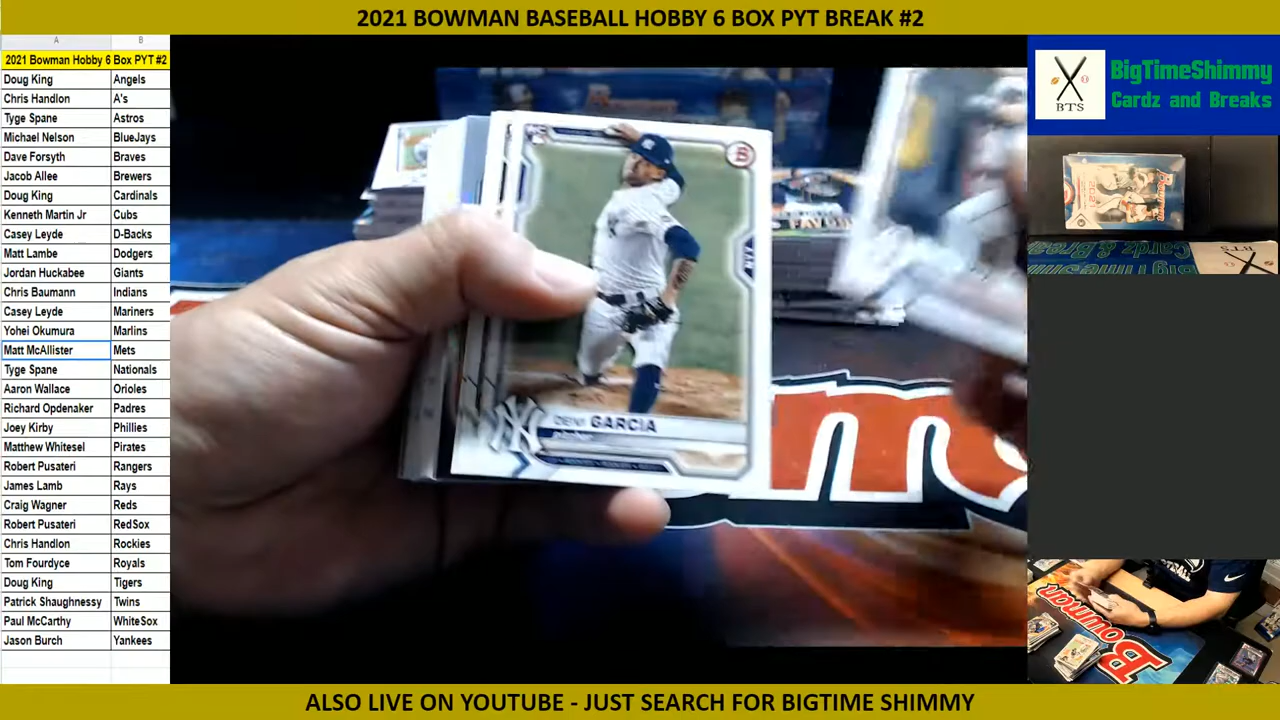 2021 BOWMAN BASEBALL HOBBY 6 BOX PYT BREAK #2
A B
2021 Bowman Hobby 6 Box PYT #2
Doug King Angels
Chris Handlon A's
Tyge Spane Astros
Michael Nelson BlueJays
Dave Forsyth Braves
Jacob Allee Brewers
Doug King Cardinals
Kenneth Martin Jr Cubs
Casey Leyde D-Backs
Matt Lambe Dodgers
Jordan Huckabee Giants
Chris Baumann Indians
Casey Leyde Mariners
Yohei Okumura Marlins
Matt McAllister Mets
Tyge Spane Nationals
Aaron Wallace Orioles
Richard Opdenaker Padres
Joey Kirby Phillies
Matthew Whitesel Pirates
Robert Pusateri Rangers
James Lamb Rays
Craig Wagner Reds
Robert Pusateri RedSox
Chris Handlon Rockies
Tom Fourdyce Royals
Doug King Tigers
Patrick Shaughnessy Twins
Paul McCarthy WhiteSox
Jason Burch Yankees
B
NY
DEIVI GARCIA
BTS
BigTimeShimmy
Cardz and Breaks
Cardz & Brea
BTS
Bowman
ALSO LIVE ON YOUTUBE - JUST SEARCH FOR BIGTIME SHIMMY